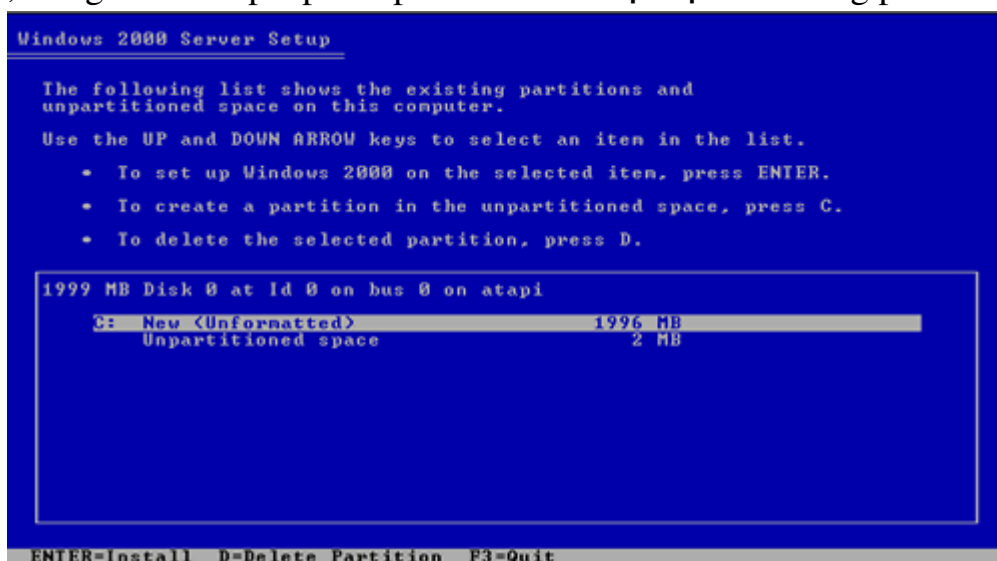 Windows 2000 Server Setup
The following list shows the existing partitions and
unpartitioned space on this computer.
Use the UP and DOWN ARROW keys to select an item in the list.
• To set up Windows 2000 on the selected item, press ENTER.
• To create a partition in the unpartitioned space, press C.
• To delete the selected partition, press D.
1999 MB Disk 0 at Id 0 on bus 0 on atapi
C: New <Unformatted> 1996 MB
Unpartitioned space 2 MB
ENTER=Install D=Delete Partition F3=Quit